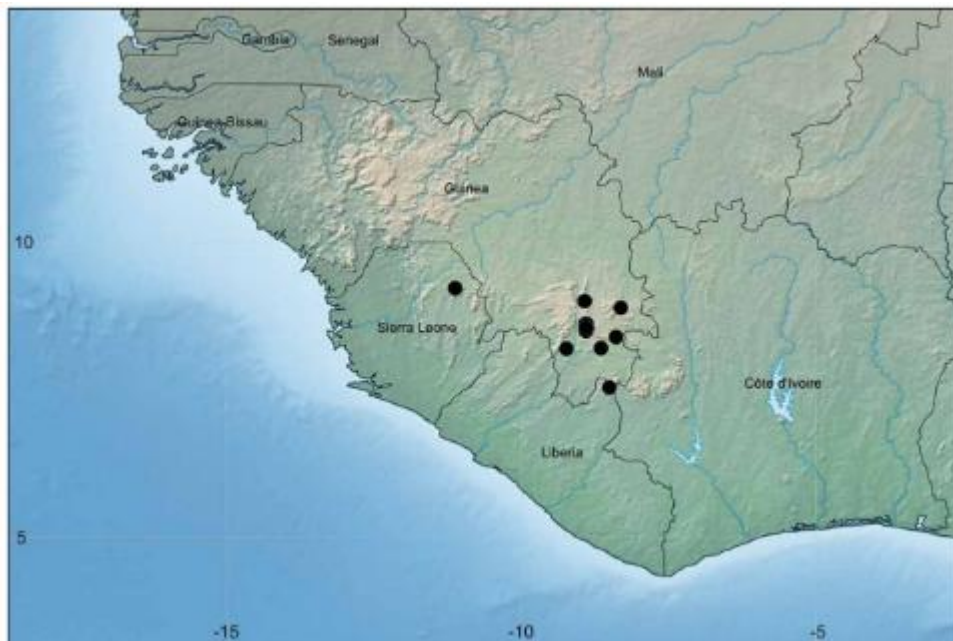 Gambia
Senegal
Mali
Guinea-Bissau
Guinea
10
Sierra Leone
Côte d'Ivoire
Liberia
5
-15
-10
-5